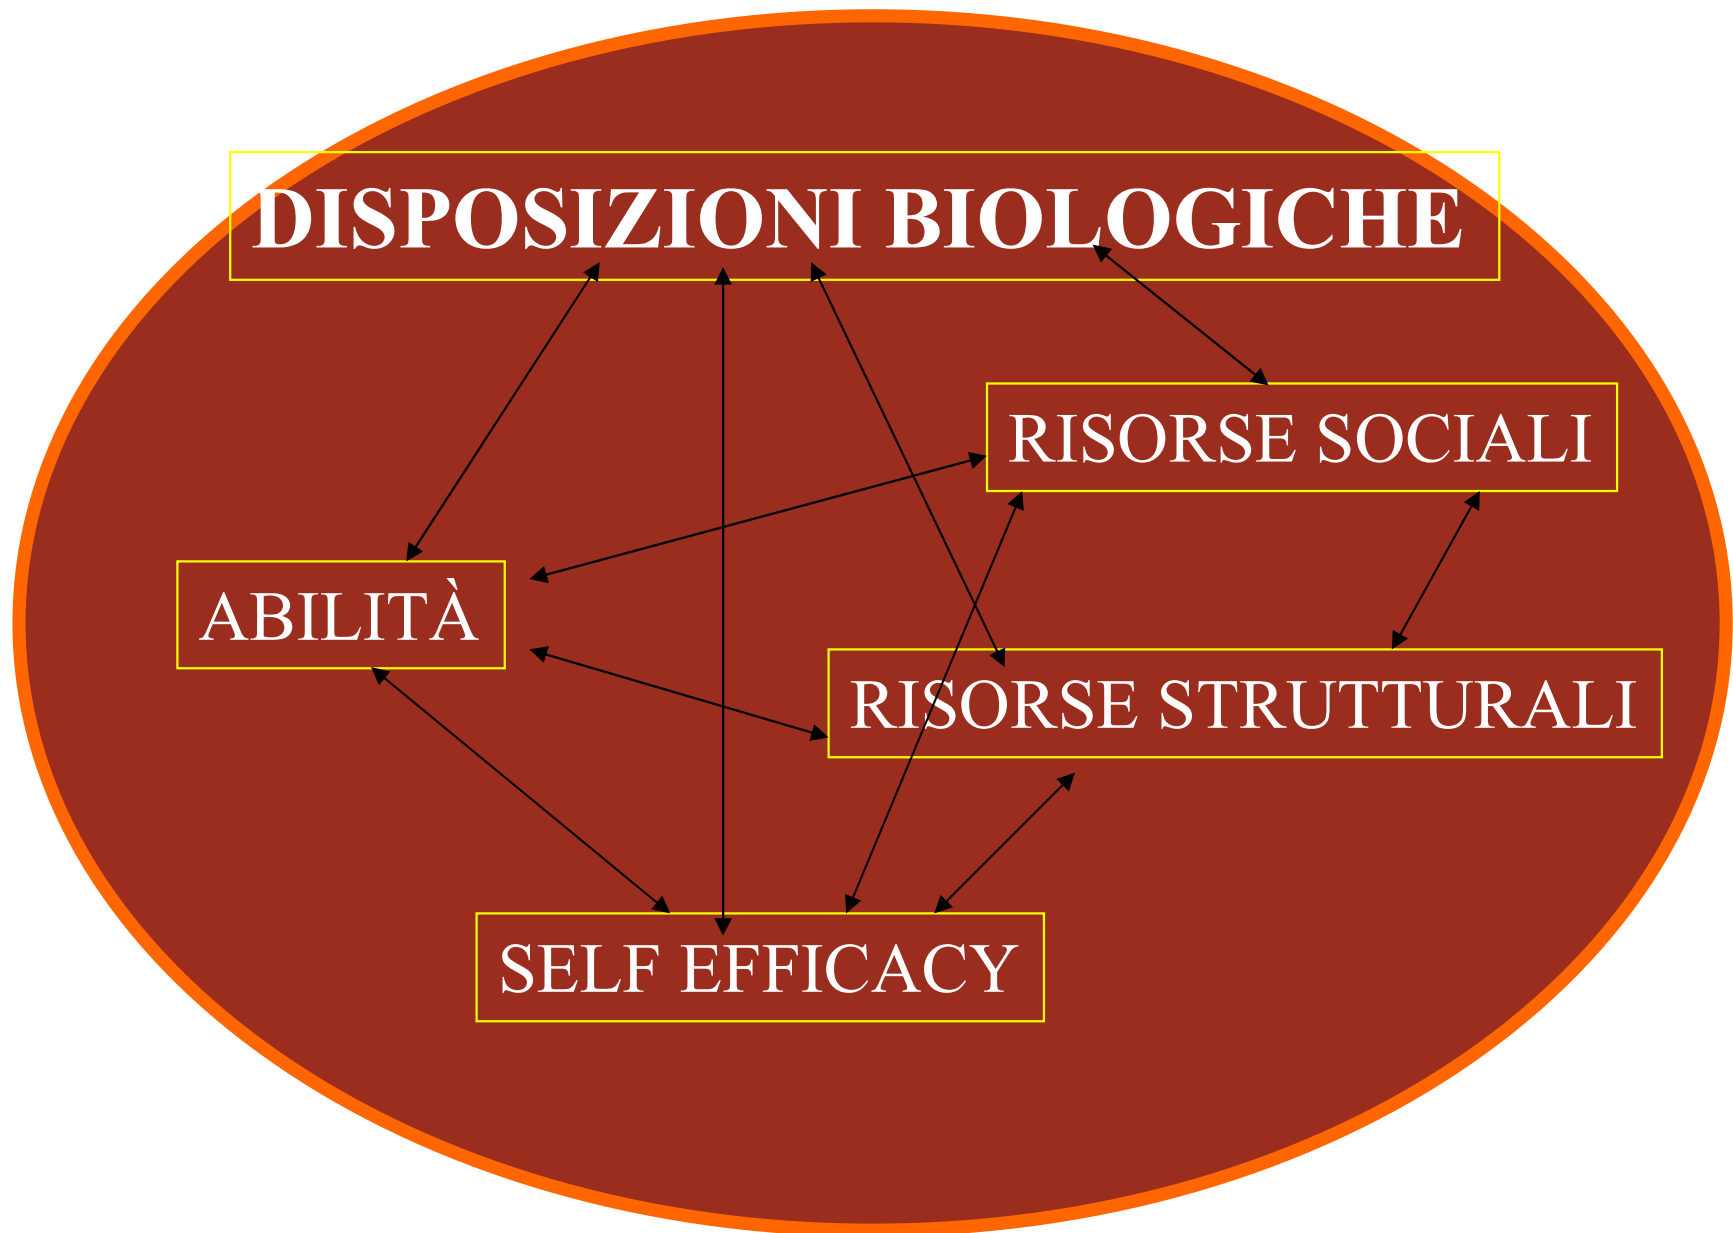 DISPOSIZIONI BIOLOGICHE
RISORSE SOCIALI
ABILITÀ
RISORSE STRUTTURALI
SELF EFFICACY